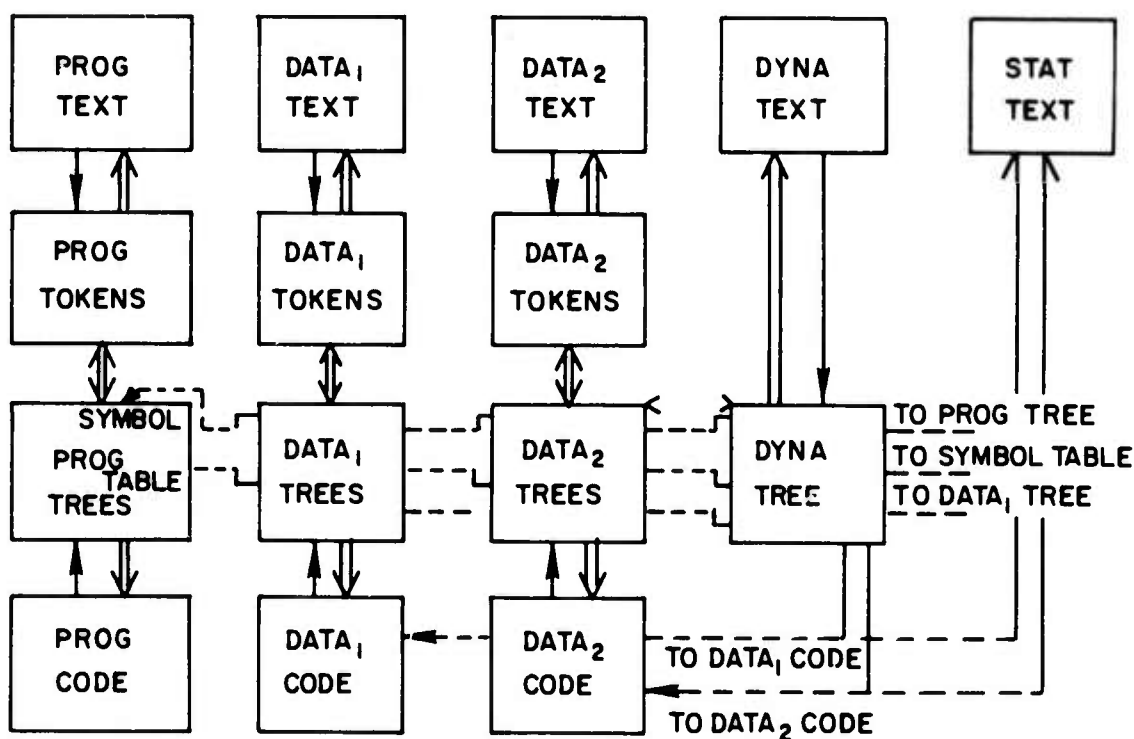 PROG
TEXT
DATA₁
TEXT
DATA₂
TEXT
DYNA
TEXT
STAT
TEXT
PROG
TOKENS
DATA₁
TOKENS
DATA₂
TOKENS
SYMBOL
TABLE
PROG
TREES
DATA₁
TREES
DATA₂
TREES
DYNA
TREE
TO PROG TREE
TO SYMBOL TABLE
TO DATA₁ TREE
PROG
CODE
DATA₁
CODE
DATA₂
CODE
TO DATA₁ CODE
TO DATA₂ CODE